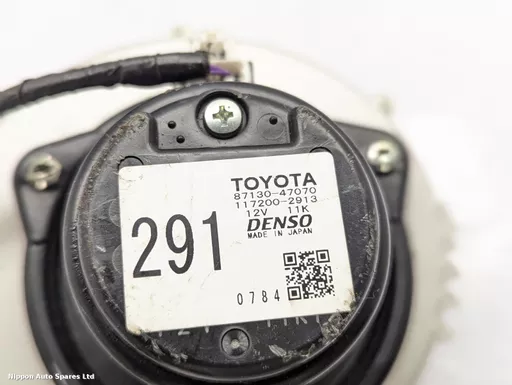 TOYOTA
87130-47070
117200-2913
12V 11K
291
DENSO
MADE IN JAPAN
0784
Nippon Auto Spares Ltd